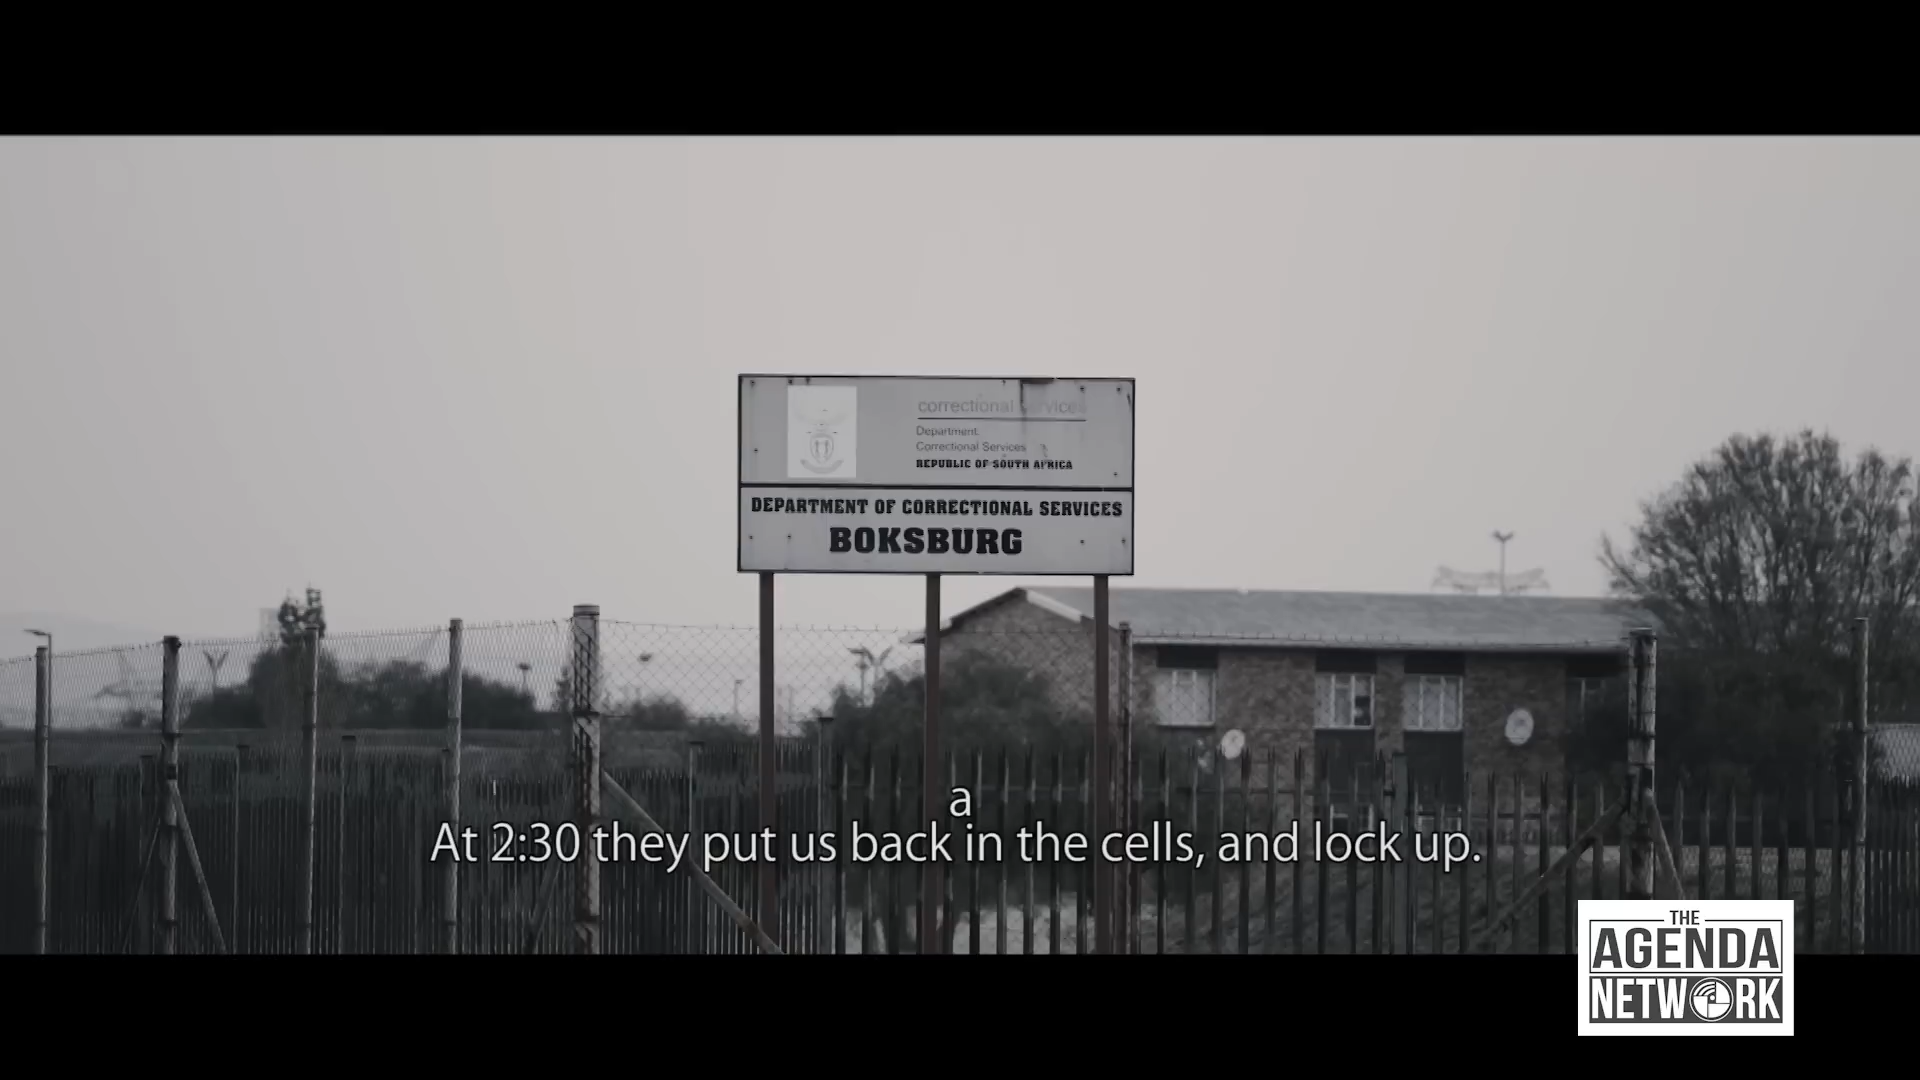 correctional services
Department:
Correctional Services
REPUBLIC OF SOUTH AFRICA
DEPARTMENT OF CORRECTIONAL SERVICES
BOKSBURG
a
At 2:30 they put us back in the cells, and lock up.
THE
AGENDA
NETWORK